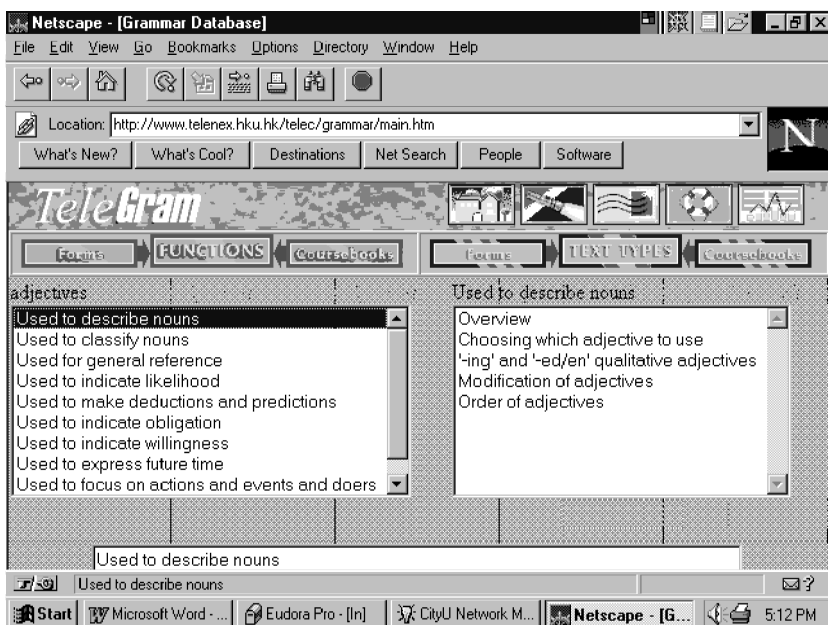 Netscape - [Grammar Database]
File Edit View Go Bookmarks Options Directory Window Help
Location: http://www.telenex.hku.hk/telec/grammar/main.htm
N
What's New? What's Cool? Destinations Net Search People Software
TeleGram
Forms FUNCTIONS Coursebooks Forms TEXT TYPES Coursebooks
adjectives
Used to describe nouns
Used to classify nouns
Used for general reference
Used to indicate likelihood
Used to make deductions and predictions
Used to indicate obligation
Used to indicate willingness
Used to express future time
Used to focus on actions and events and doers
Used to describe nouns
Overview
Choosing which adjective to use
'-ing' and '-ed/en' qualitative adjectives
Modification of adjectives
Order of adjectives
Used to describe nouns
Used to describe nouns
Start Microsoft Word - ... Eudora Pro - [In] CityU Network M... Netscape - [G... 5:12 PM